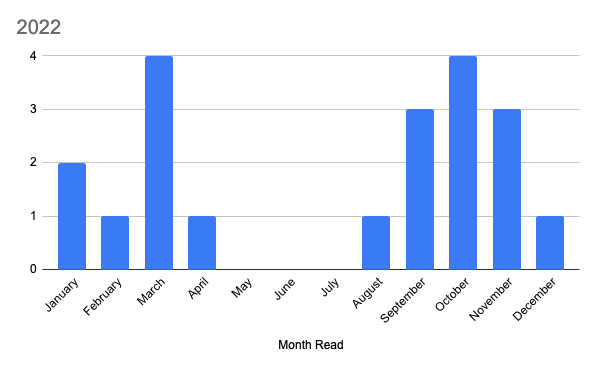 2022
4
3
2
1
0
January
February
March
April
May
June
July
August
September
October
November
December
Month Read